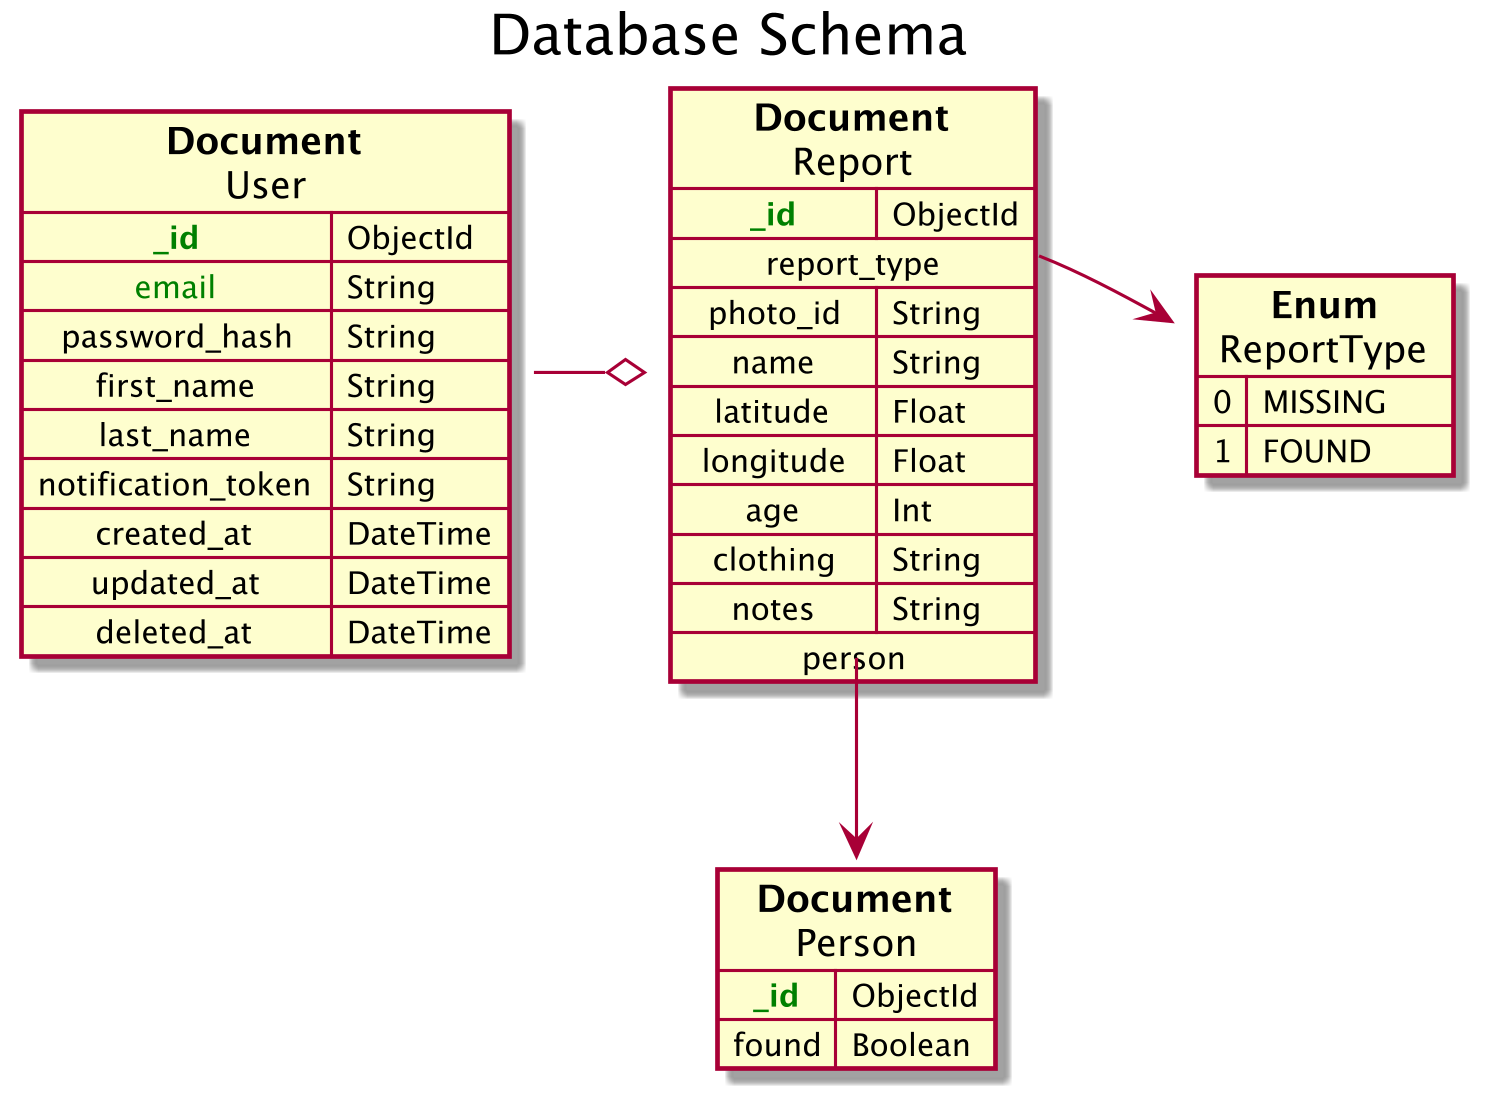 Database Schema
Document
User
_id ObjectId
email String
password_hash String
first_name String
last_name String
notification_token String
created_at DateTime
updated_at DateTime
deleted_at DateTime
Document
Report
_id ObjectId
report_type
photo_id String
name String
latitude Float
longitude Float
age Int
clothing String
notes String
person
Enum
ReportType
0 MISSING
1 FOUND
Document
Person
_id ObjectId
found Boolean